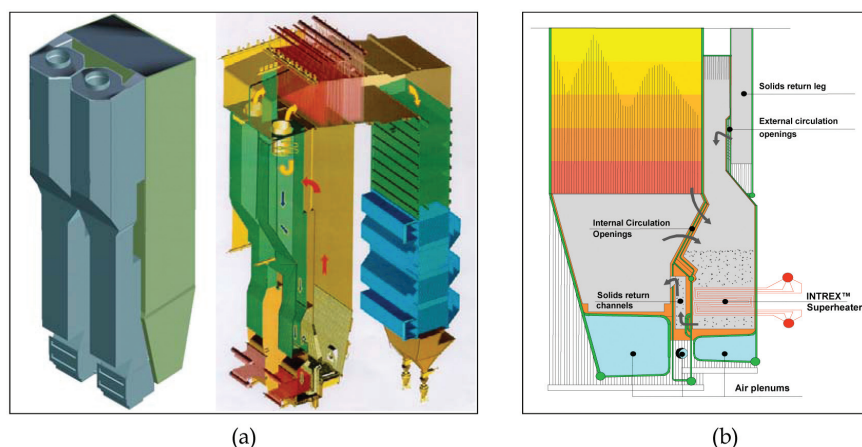 Solids return leg
External circulation
openings
Internal Circulation
Openings
Solids return
channels
INTREX™
Superheater
Air plenums
(a)
(b)